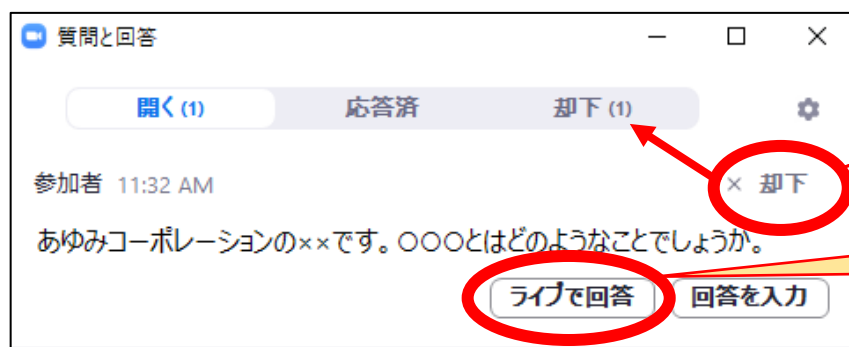 質問と回答
開く (1) 応答済 却下 (1)
参加者 11:32 AM × 却下
あゆみコーポレーションの××です。○○○とはどのようなことでしょうか。
ライブで回答 回答を入力